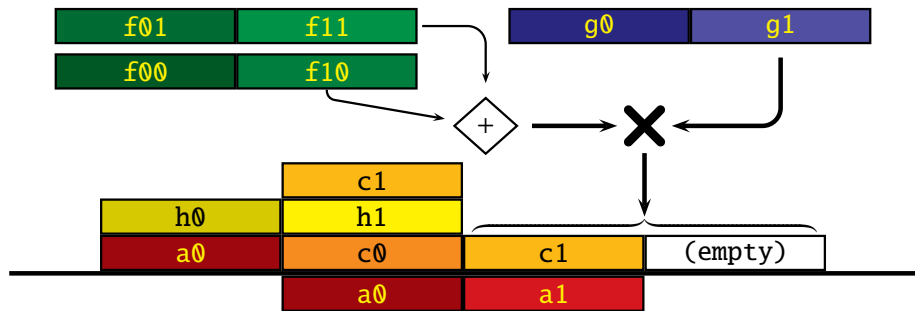 f01 f11 g0 g1
f00 f10
+
c1
h0 h1
a0 c0 c1 (empty)
a0 a1